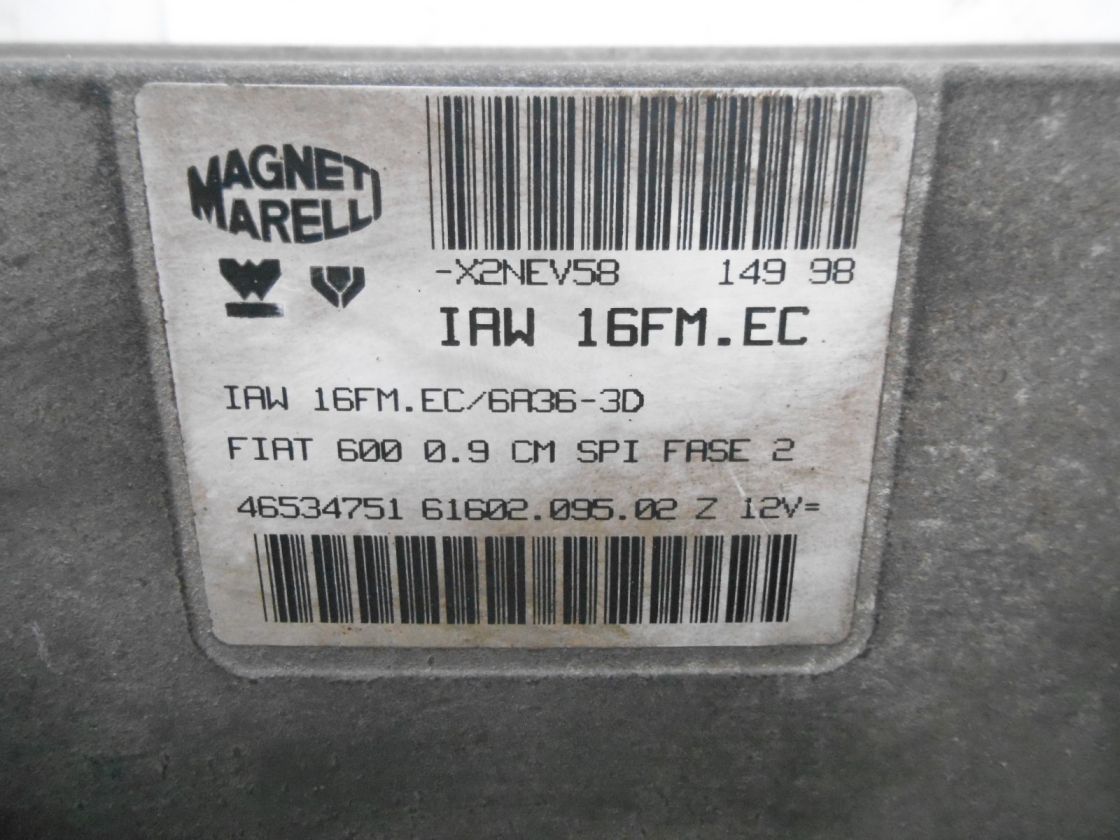 MAGNETI
MARELLI
-X2NEV58 149 98
IAW 16FM.EC
IAW 16FM.EC/6A36-3D
FIAT 600 0.9 CM SPI FASE 2
46534751 61602.095.02 Z 12V=